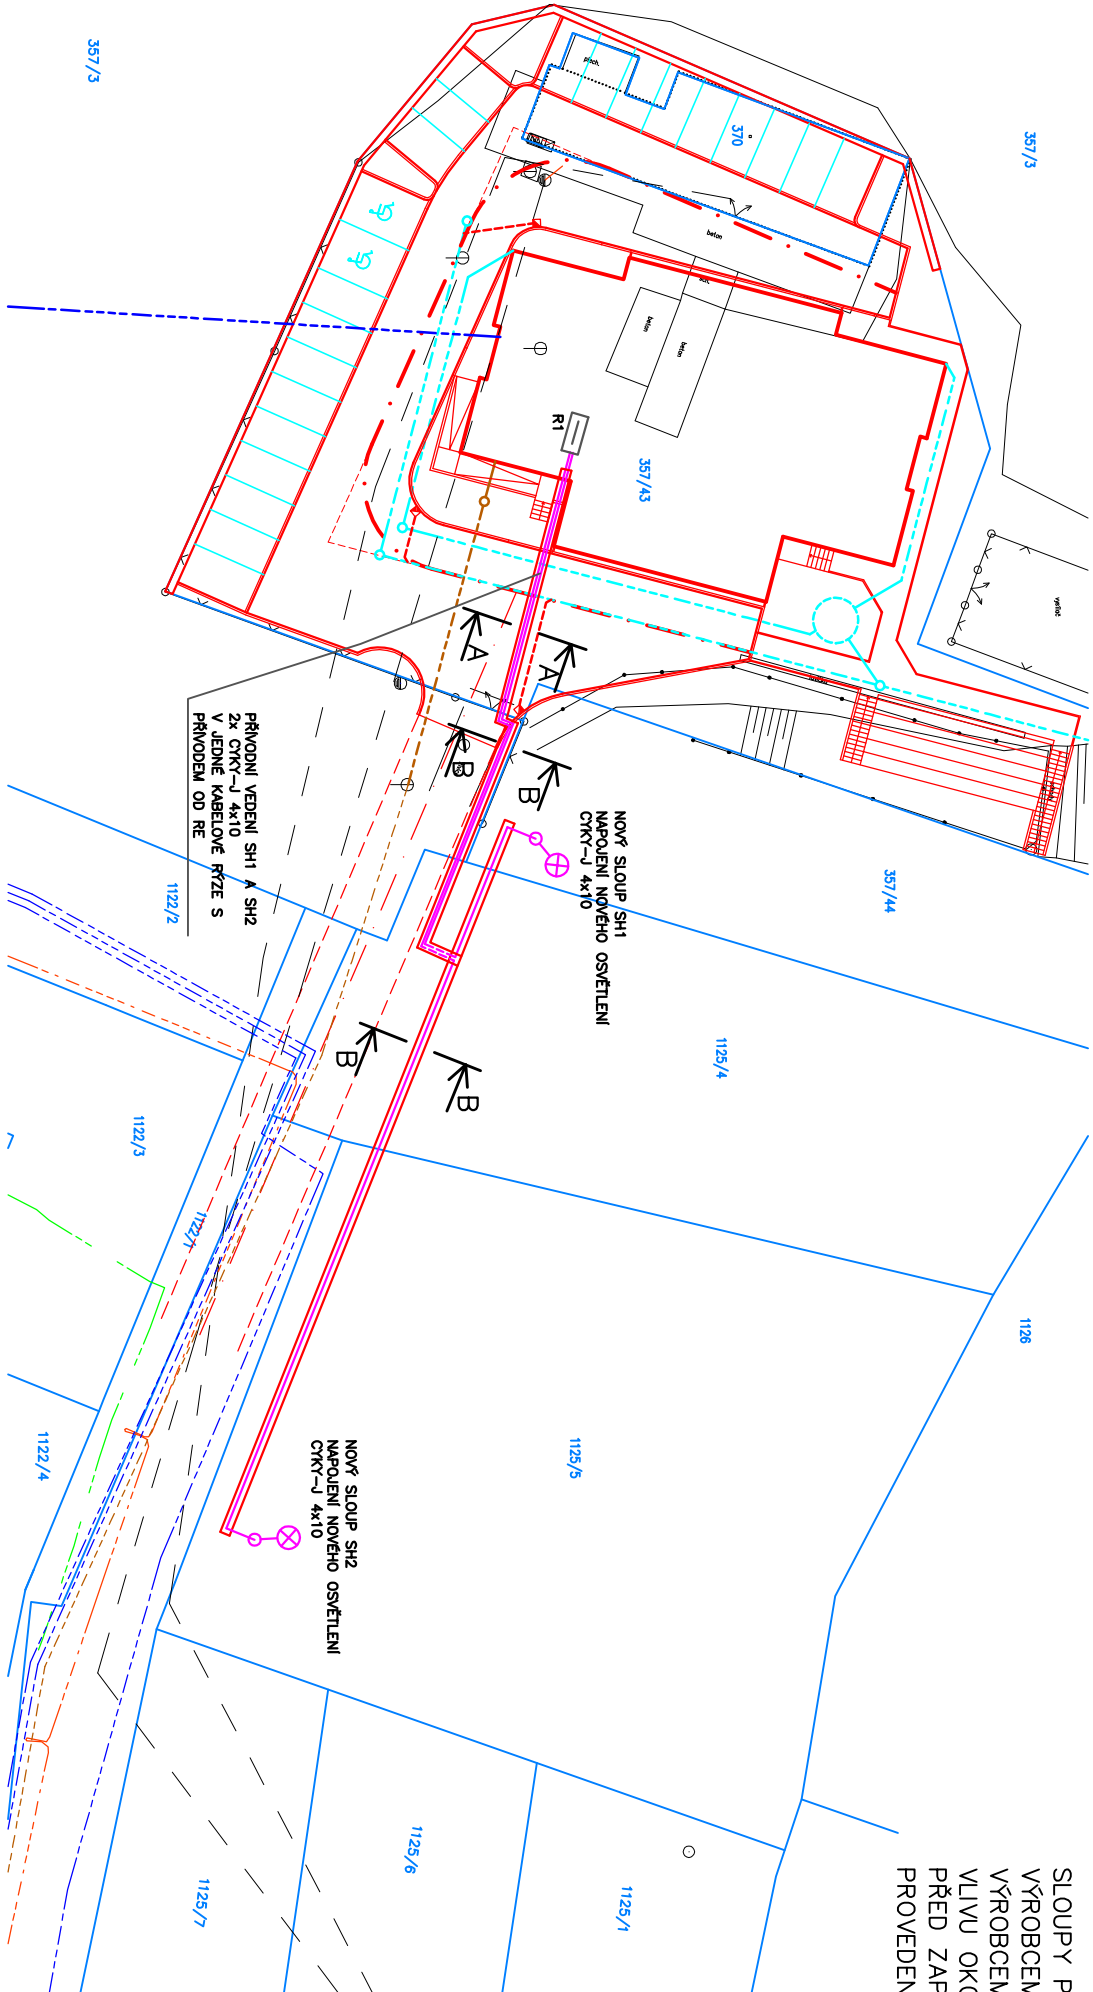 357/3
357/3
plech.
370
beton
beton
beton
R1
357/43
A
A
B
B
PŘÍVODNÍ VEDENÍ SH1 A SH2
2x CYKY-J 4x10
V JEDNÉ KABELOVÉ RÝZE S
PŘÍVODEM OD RE
NOVÝ SLOUP SH1
NAPOJENÍ NOVÉHO OSVĚTLENÍ
CYKY-J 4x10
357/44
1122/2
B
B
1125/4
1122/3
1122/1
1126
1125/5
1122/4
NOVÝ SLOUP SH2
NAPOJENÍ NOVÉHO OSVĚTLENÍ
CYKY-J 4x10
1125/6
1125/7
1125/1
SLOUPY P
VÝROBCEM
VÝROBCEM
VLIVU OKO
PŘED ZAP
PROVEDEN